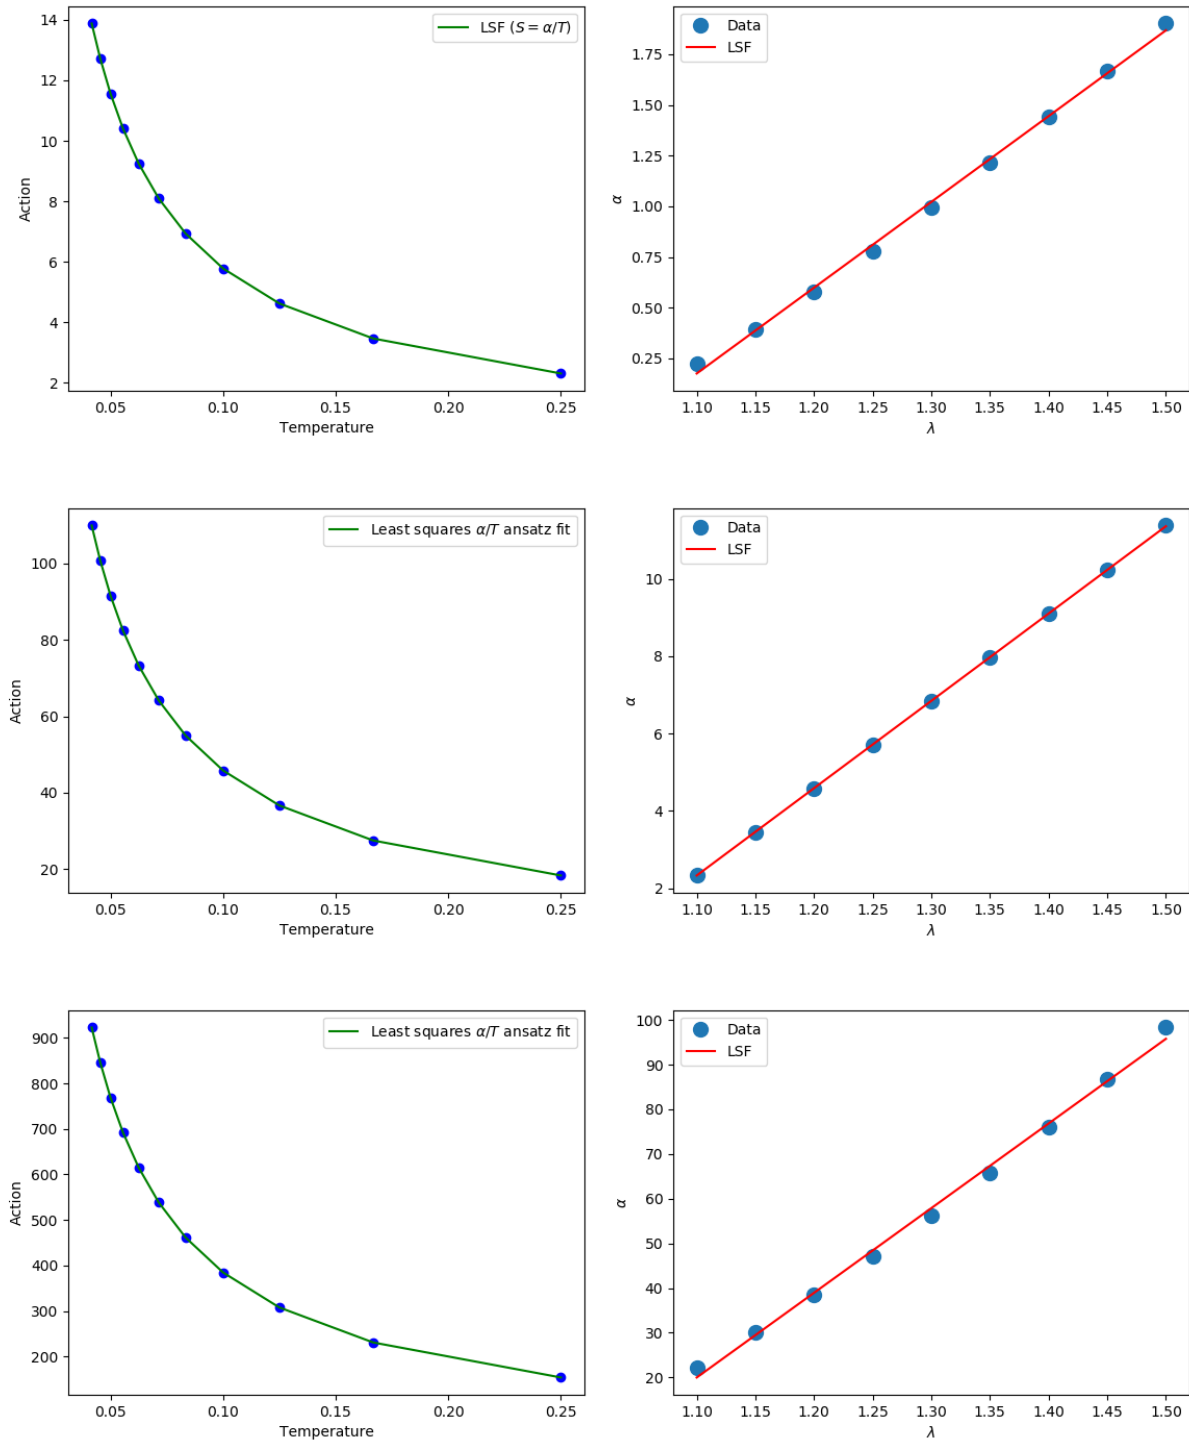 14
12
10
8
6
4
2
Action
0.05 0.10 0.15 0.20 0.25
Temperature
LSF (S = α/T)
1.75
1.50
1.25
1.00
0.75
0.50
0.25
α
1.10 1.15 1.20 1.25 1.30 1.35 1.40 1.45 1.50
λ
Data
LSF
100
80
60
40
20
Action
0.05 0.10 0.15 0.20 0.25
Temperature
Least squares α/T ansatz fit
10
8
6
4
2
α
1.10 1.15 1.20 1.25 1.30 1.35 1.40 1.45 1.50
λ
Data
LSF
900
800
700
600
500
400
300
200
Action
0.05 0.10 0.15 0.20 0.25
Temperature
Least squares α/T ansatz fit
100
90
80
70
60
50
40
30
20
α
1.10 1.15 1.20 1.25 1.30 1.35 1.40 1.45 1.50
λ
Data
LSF